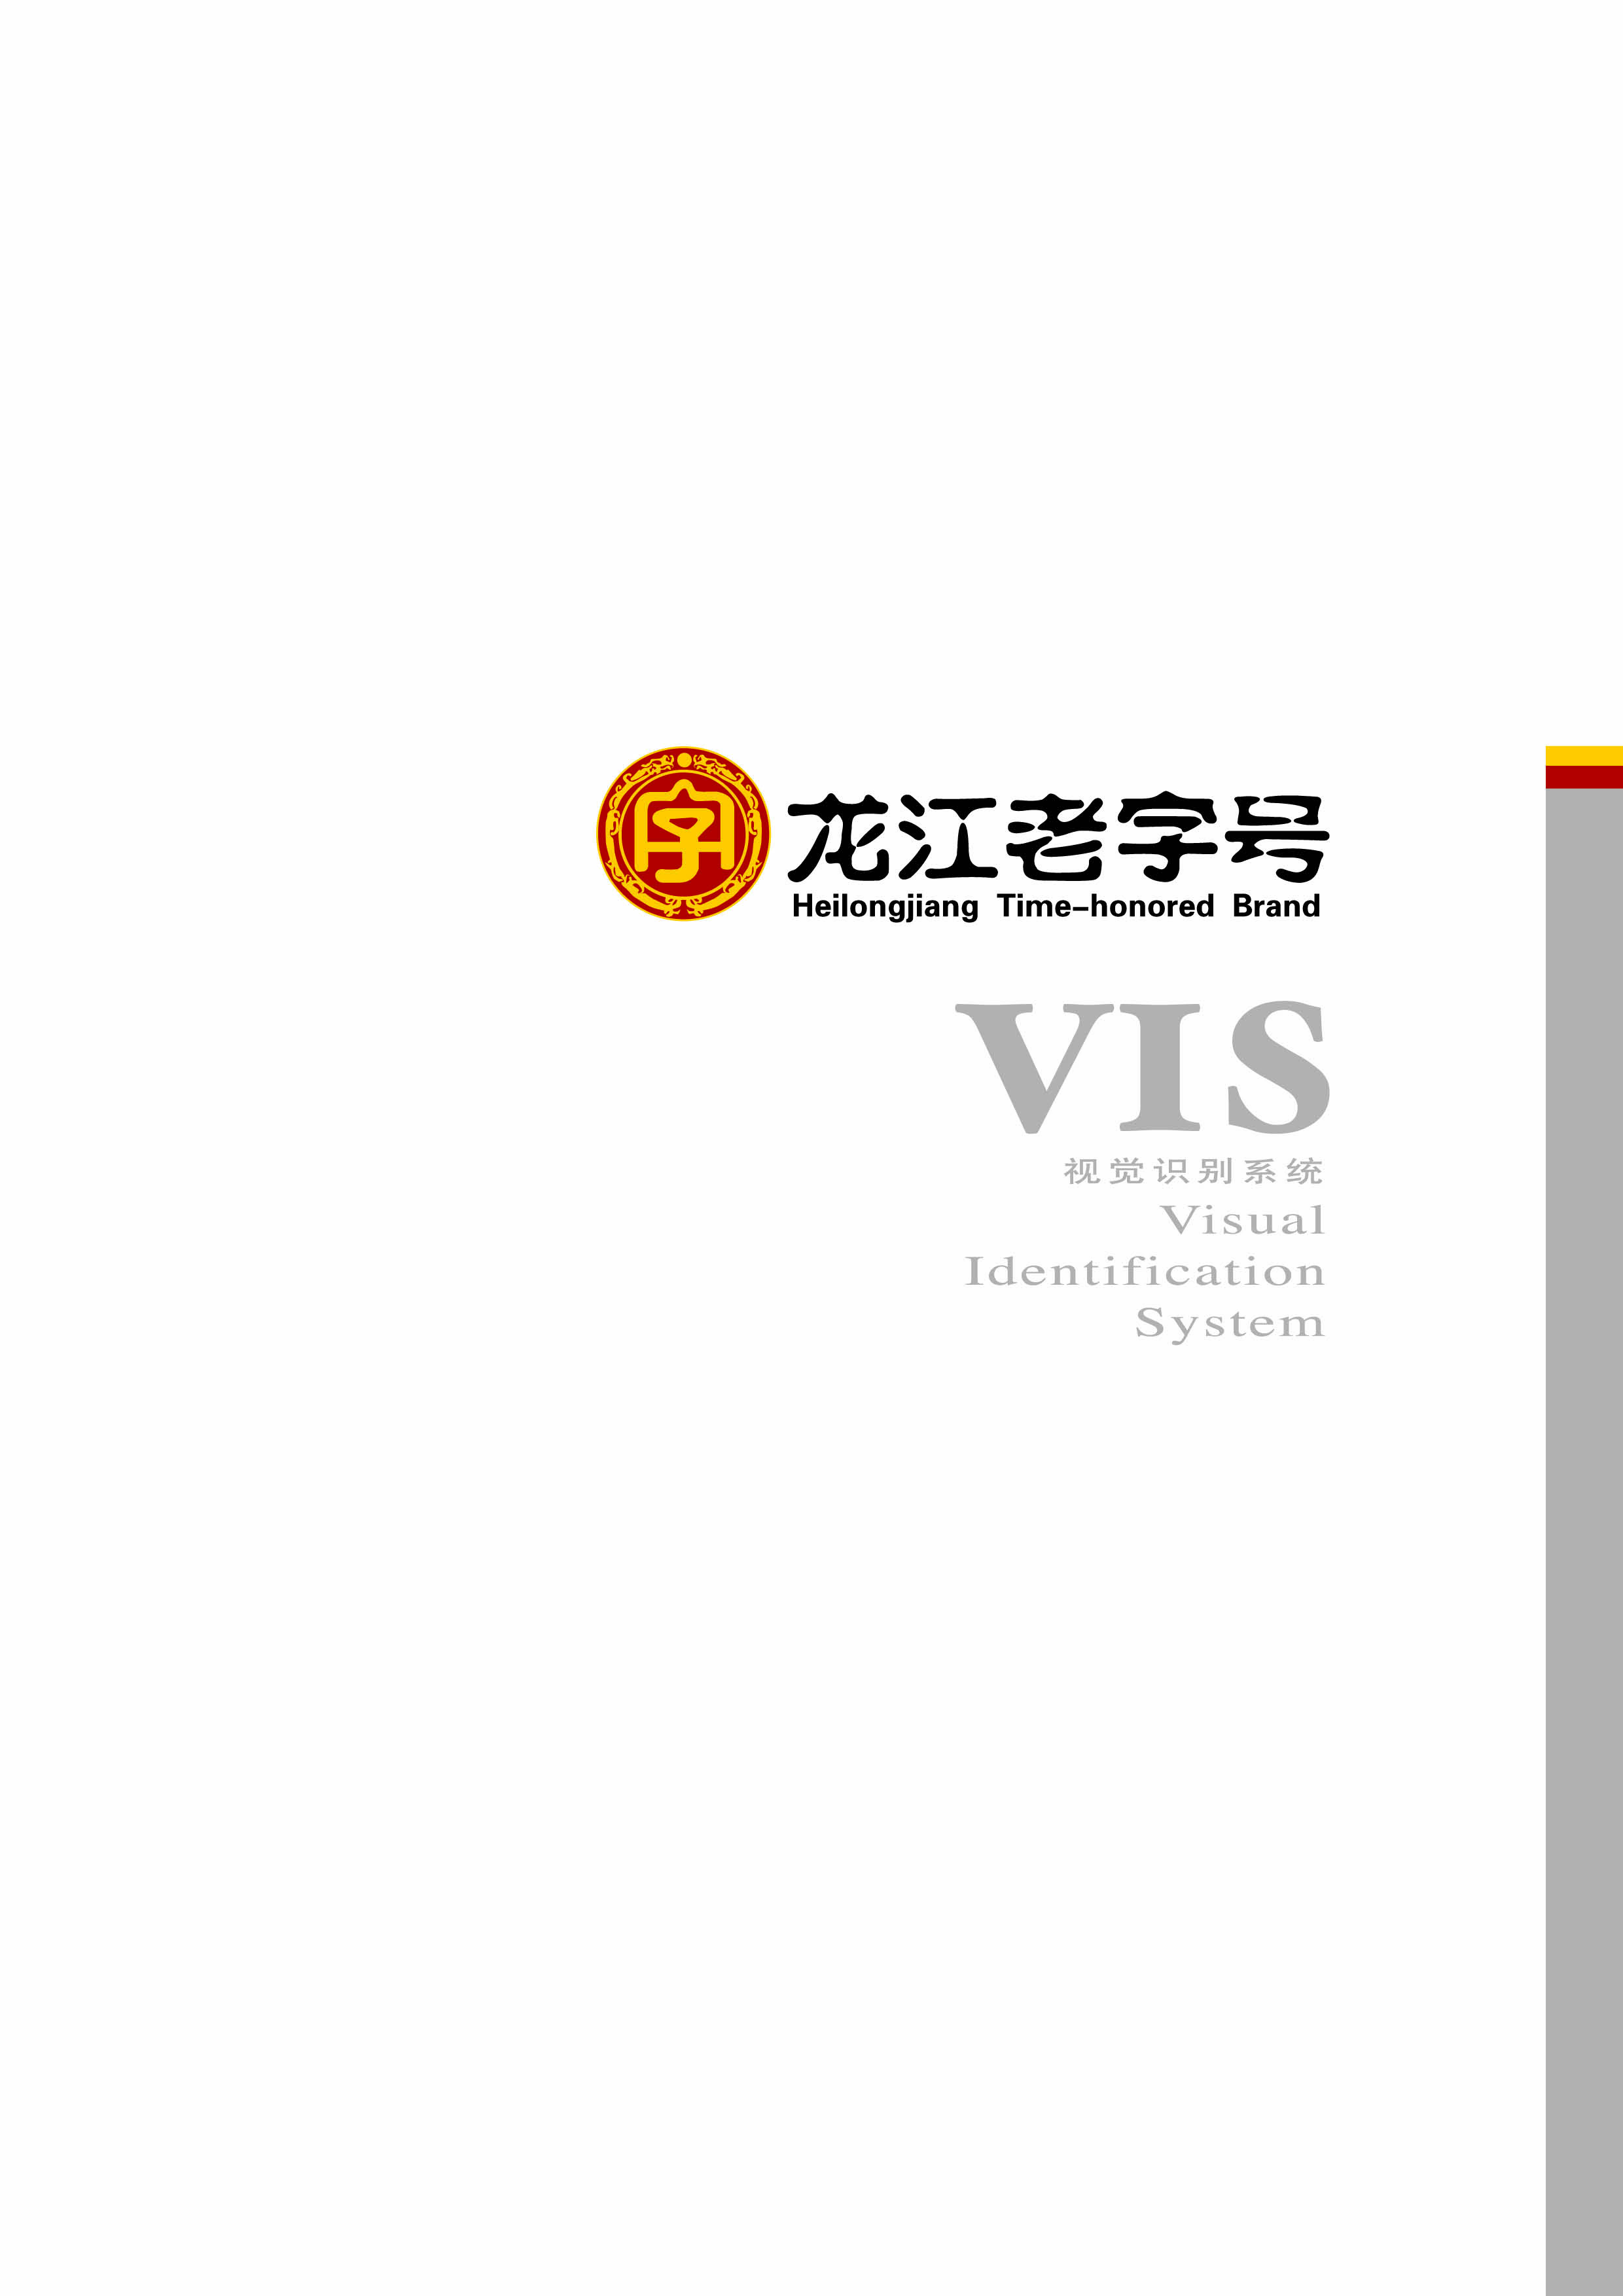 龙江老字号
Heilongjiang Time-honored Brand
VIS
视觉识别系统
Visual
Identification
System